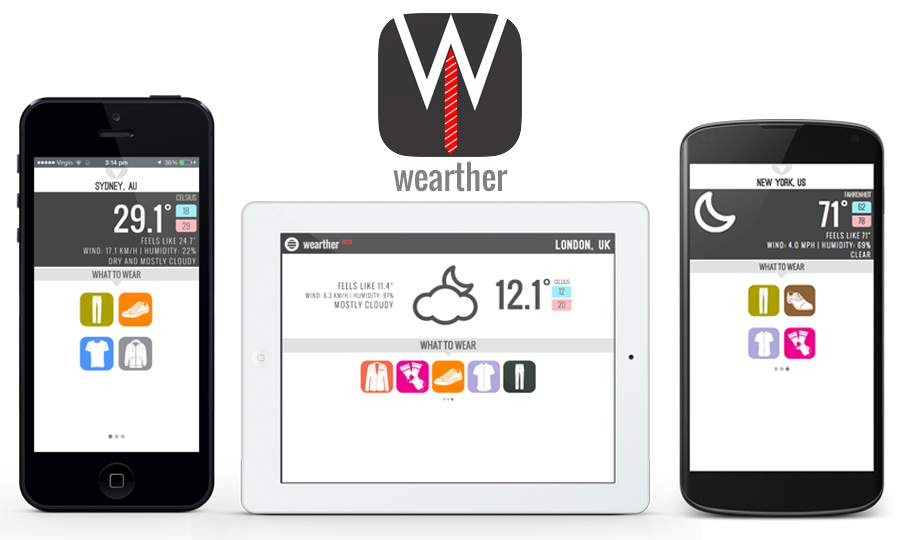 W
wearther
Virgin 3:14 pm 36%
SYDNEY, AU
CELSIUS
29.1°
18
29
FEELS LIKE 24.7°
WIND: 17.1 KM/H | HUMIDITY: 22%
DRY AND MOSTLY CLOUDY
WHAT TO WEAR
wearther BETA
LONDON, UK
FEELS LIKE 11.4°
WIND: 6.3 KM/H | HUMIDITY: 97%
MOSTLY CLOUDY
12.1°
CELSIUS
12
20
WHAT TO WEAR
NEW YORK, US
FAHRENHEIT
71°
62
78
FEELS LIKE 71°
WIND: 4.0 MPH | HUMIDITY: 69%
CLEAR
WHAT TO WEAR